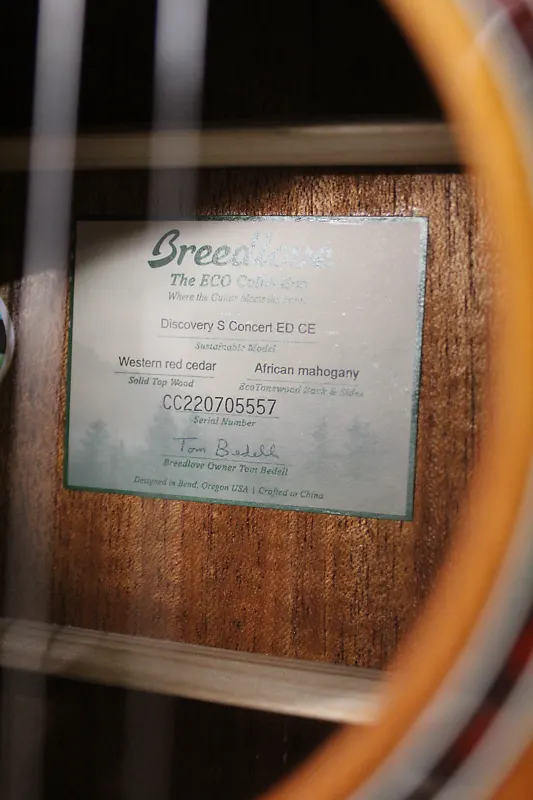 Breedlove
The ECO Collection
Where the Guitar Meets the Forest.
Discovery S Concert ED CE
Sustainable Model
Western red cedar African mahogany
Solid Top Wood EcoTonewood Back & Sides
CC220705557
Serial Number
Tom Bedell
Breedlove Owner Tom Bedell
Designed in Bend, Oregon USA | Crafted in China